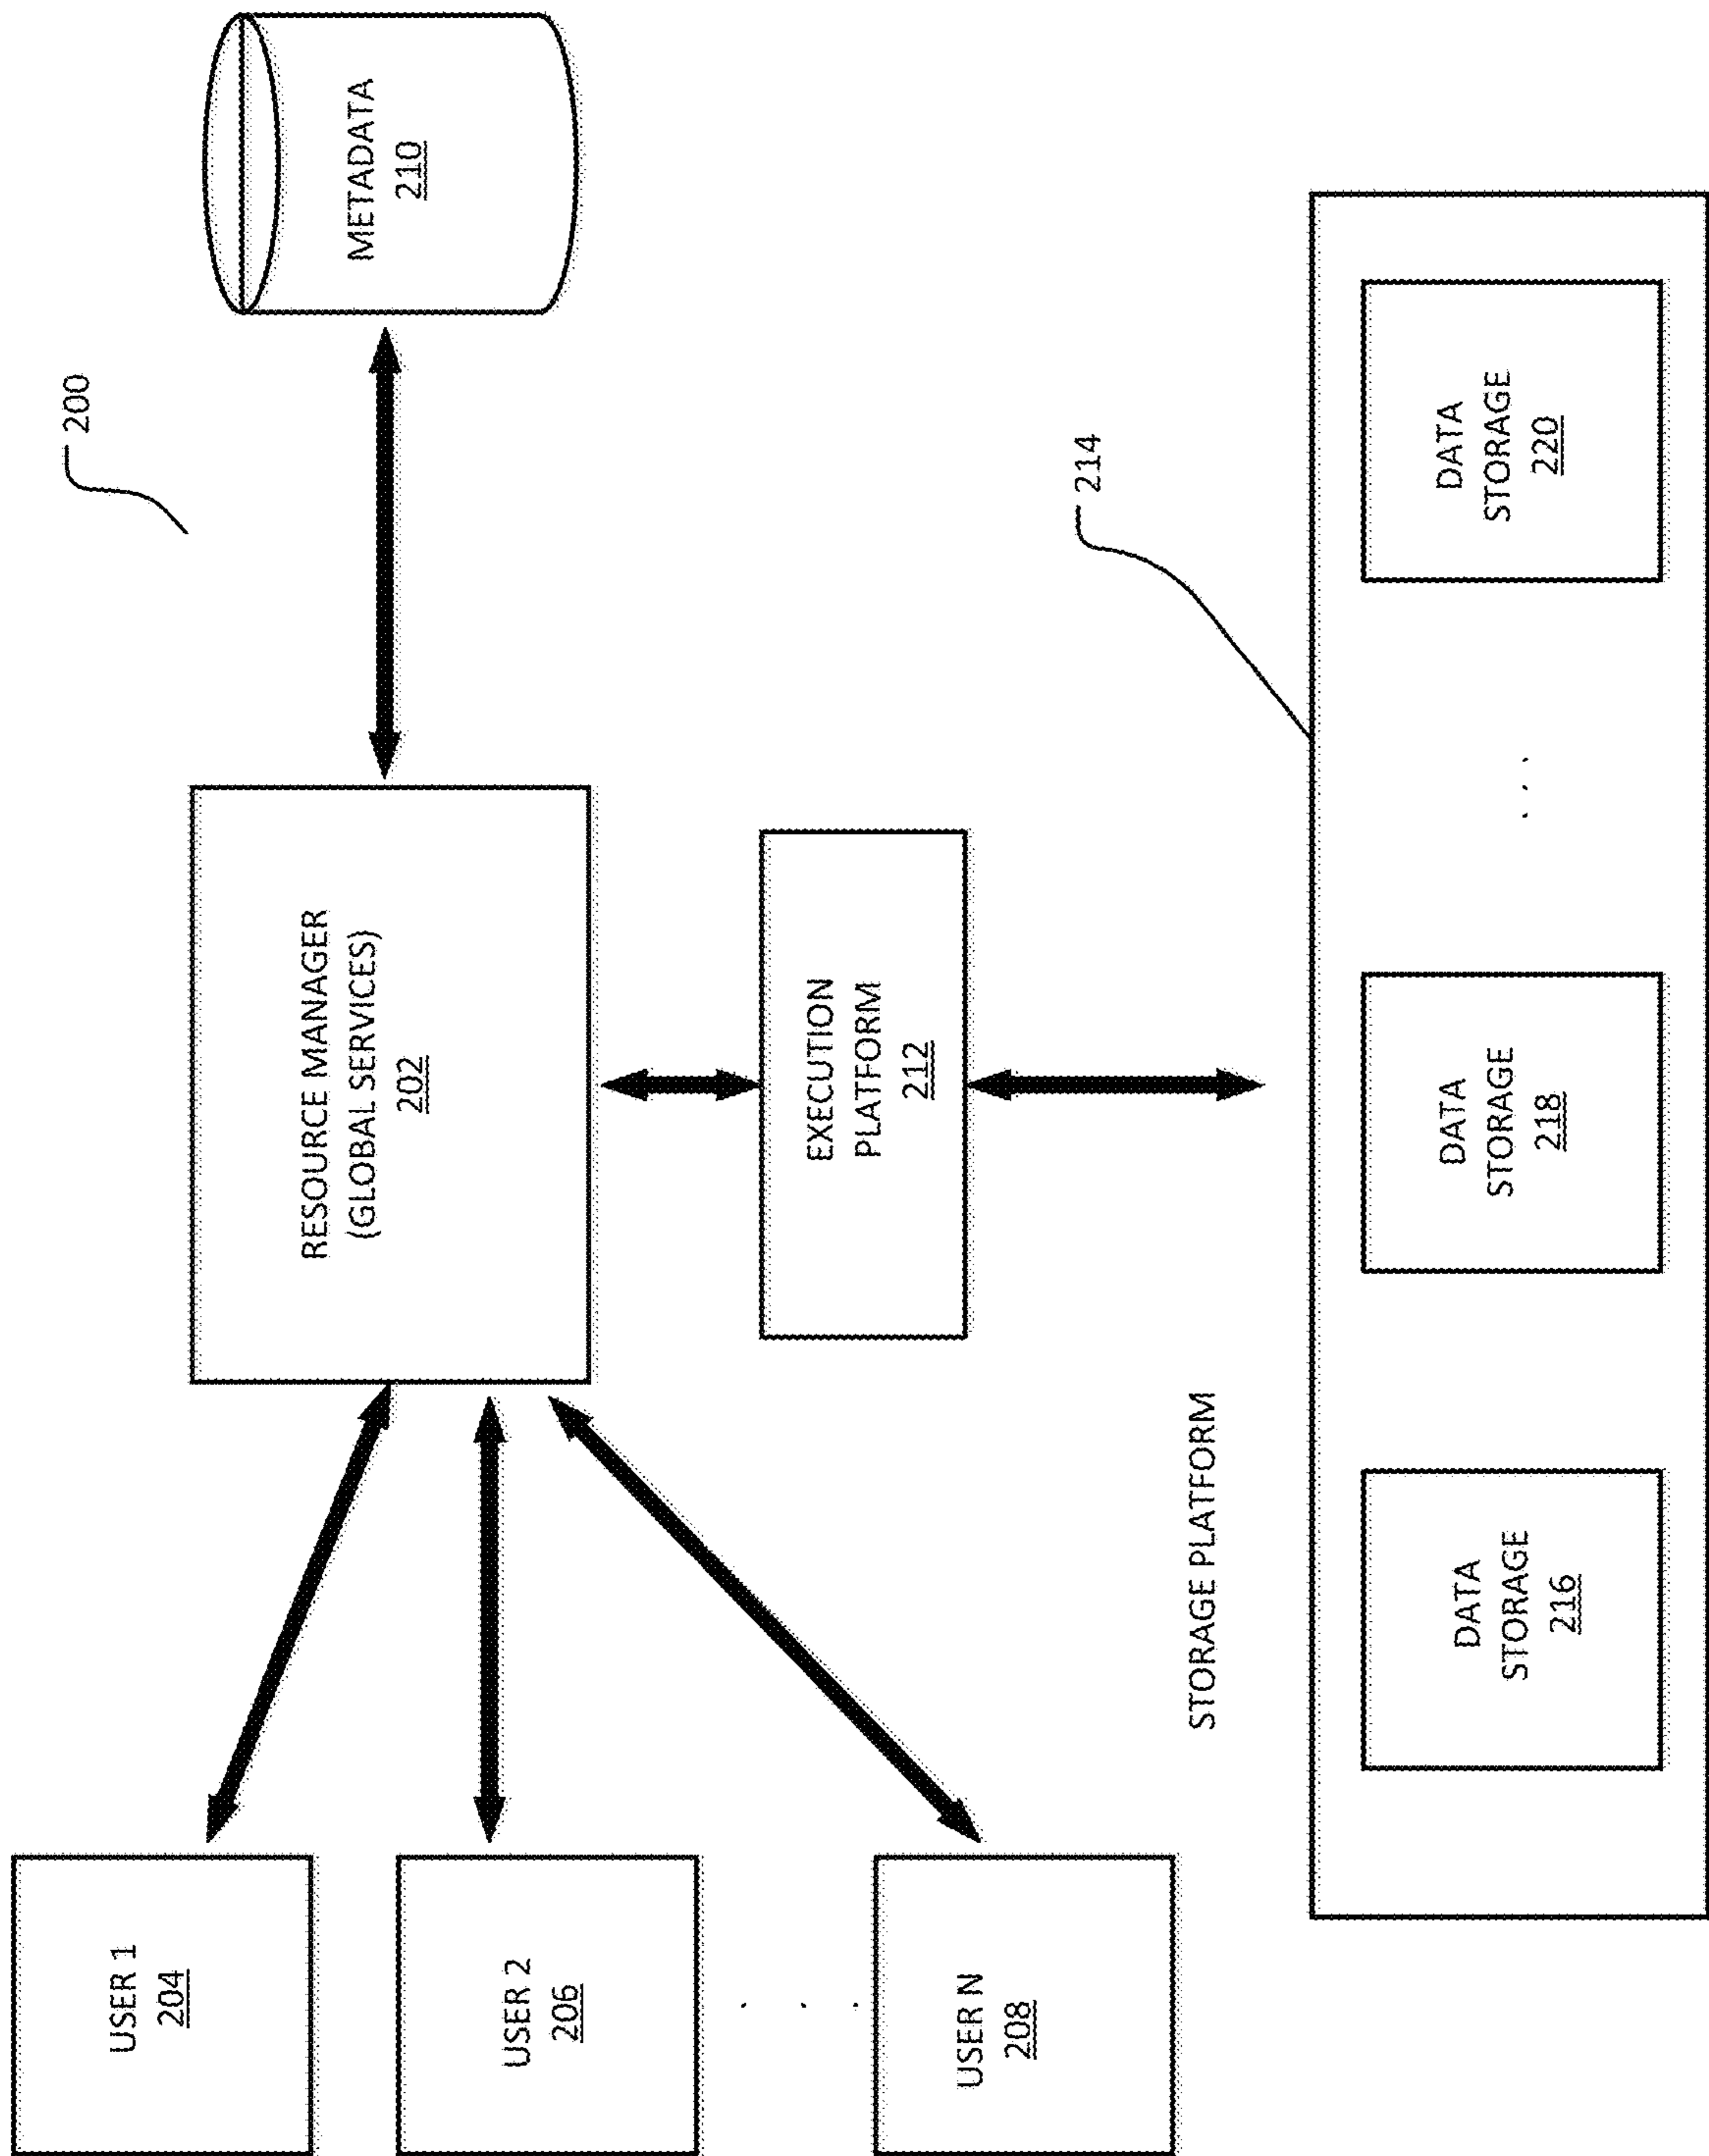 200
USER 1
204
USER 2
206
. . .
USER N
208
RESOURCE MANAGER
(GLOBAL SERVICES)
202
METADATA
210
EXECUTION
PLATFORM
212
STORAGE PLATFORM
214
DATA
STORAGE
216
DATA
STORAGE
218
. . .
DATA
STORAGE
220